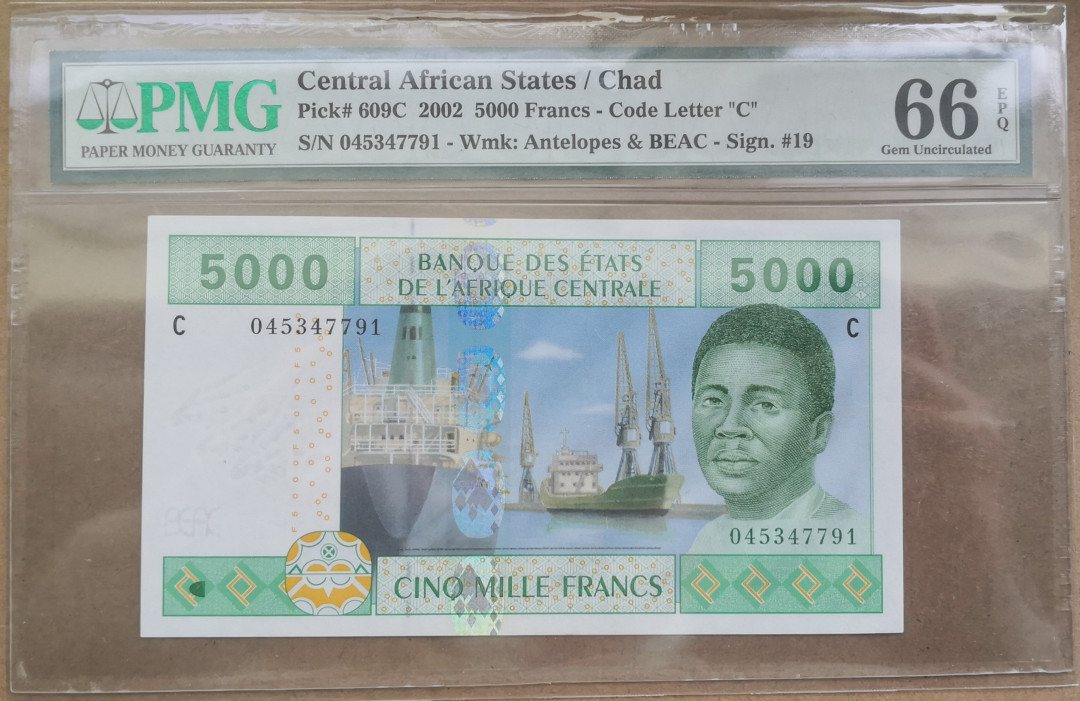 PMG
PAPER MONEY GUARANTY
Central African States / Chad
Pick# 609C 2002 5000 Francs - Code Letter "C"
S/N 045347791 - Wmk: Antelopes & BEAC - Sign. #19
66
EPQ
Gem Uncirculated
5000
BANQUE DES ÉTATS
DE L'AFRIQUE CENTRALE
5000
C 045347791
C
BEAC
045347791
CINQ MILLE FRANCS